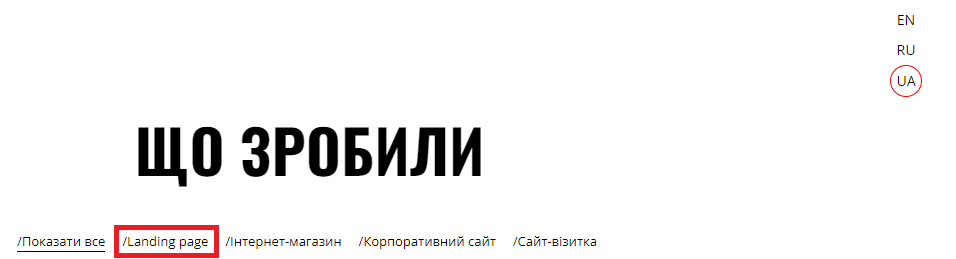 EN
RU
UA
ЩО ЗРОБИЛИ
/Показати все /Landing page /Інтернет-магазин /Корпоративний сайт /Сайт-візитка